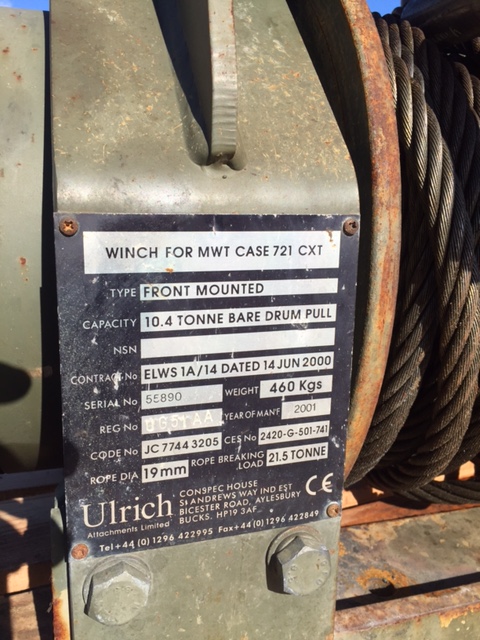 WINCH FOR MWT CASE 721 CXT
TYPE FRONT MOUNTED
CAPACITY 10.4 TONNE BARE DRUM PULL
NSN
CONTRACT No ELWS 1A/14 DATED 14 JUN 2000
SERIAL No 55890 WEIGHT 460 Kgs
REG No AA YEAR OF MANF 2001
CODE No JC 7744 3205 CES No 2420-G-501-741
ROPE DIA 19mm ROPE BREAKING LOAD 21.5 TONNE
Ulrich
Attachments Limited
CONSPEC HOUSE
St ANDREWS WAY IND EST
BICESTER ROAD, AYLESBURY
BUCKS. HP19 3AF
CE
Tel+44 (0) 1296 422995 Fax+44 (0) 1296 422849